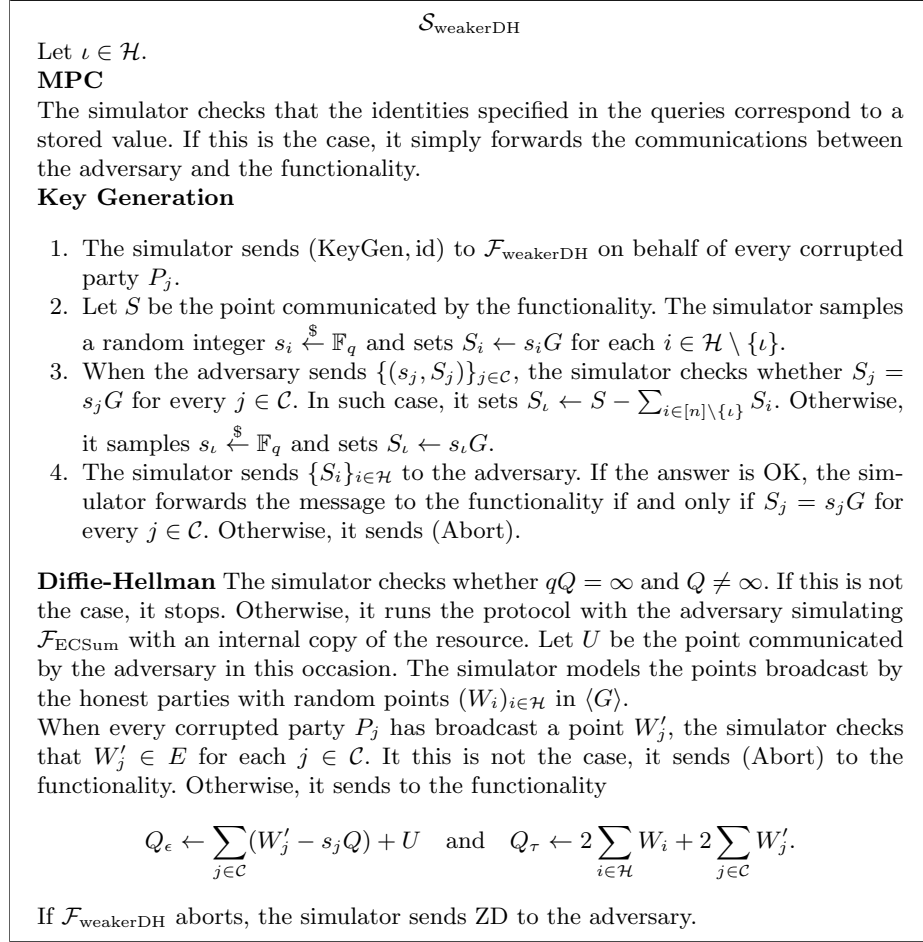 𝒮_weakerDH
Let ι ∈ ℋ.
MPC
The simulator checks that the identities specified in the queries correspond to a
stored value. If this is the case, it simply forwards the communications between
the adversary and the functionality.
Key Generation
1. The simulator sends (KeyGen, id) to ℱ_weakerDH on behalf of every corrupted
party P_j.
2. Let S be the point communicated by the functionality. The simulator samples
a random integer s_i ←$ 𝔽_q and sets S_i ← s_iG for each i ∈ ℋ \ {ι}.
3. When the adversary sends {(s_j, S_j)}_{j∈𝒞}, the simulator checks whether S_j =
s_jG for every j ∈ 𝒞. In such case, it sets S_ι ← S − ∑_{i∈[n]\{ι}} S_i. Otherwise,
it samples s_ι ←$ 𝔽_q and sets S_ι ← s_ιG.
4. The simulator sends {S_i}_{i∈ℋ} to the adversary. If the answer is OK, the sim-
ulator forwards the message to the functionality if and only if S_j = s_jG for
every j ∈ 𝒞. Otherwise, it sends (Abort).
Diffie-Hellman The simulator checks whether qQ = ∞ and Q ≠ ∞. If this is not
the case, it stops. Otherwise, it runs the protocol with the adversary simulating
ℱ_ECSum with an internal copy of the resource. Let U be the point communicated
by the adversary in this occasion. The simulator models the points broadcast by
the honest parties with random points (W_i)_{i∈ℋ} in ⟨G⟩.
When every corrupted party P_j has broadcast a point W′_j, the simulator checks
that W′_j ∈ E for each j ∈ 𝒞. It this is not the case, it sends (Abort) to the
functionality. Otherwise, it sends to the functionality
Q_ϵ ← ∑_{j∈𝒞}(W′_j − s_jQ) + U and Q_τ ← 2 ∑_{i∈ℋ} W_i + 2 ∑_{j∈𝒞} W′_j.
If ℱ_weakerDH aborts, the simulator sends ZD to the adversary.